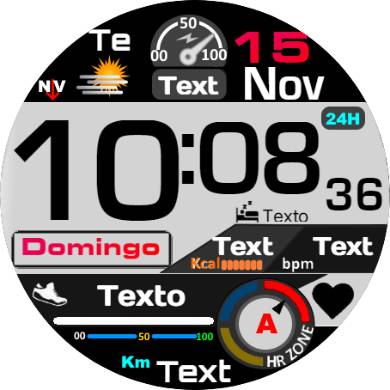 Te
50
00
100
15
N
V
Text
Nov
24H
10:08
36
Texto
Domingo
Text
Text
Kcal
bpm
Texto
00
50
100
A
HR ZONE
Km
Text